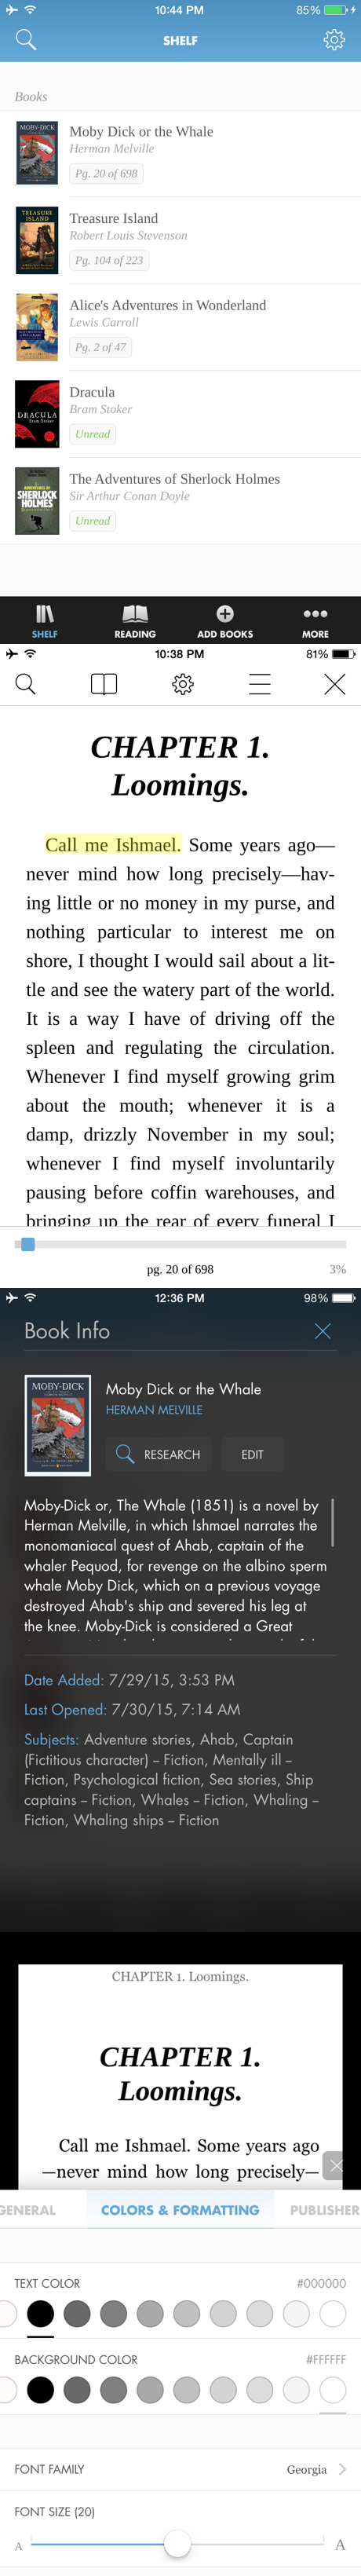 10:44 PM
85%
SHELF
Books
MOBY-DICK
Moby Dick or the Whale
Herman Melville
Pg. 20 of 698
TREASURE
ISLAND
Treasure Island
Robert Louis Stevenson
Pg. 104 of 223
Alice's Adventures in Wonderland
Lewis Carroll
Pg. 2 of 47
DRACULA
Bram Stoker
Dracula
Bram Stoker
Unread
SHERLOCK
HOLMES
The Adventures of Sherlock Holmes
Sir Arthur Conan Doyle
Unread
SHELF
READING
ADD BOOKS
MORE
10:38 PM
81%
CHAPTER 1.
Loomings.
Call me Ishmael. Some years ago—
never mind how long precisely—hav-
ing little or no money in my purse, and
nothing particular to interest me on
shore, I thought I would sail about a lit-
tle and see the watery part of the world.
It is a way I have of driving off the
spleen and regulating the circulation.
Whenever I find myself growing grim
about the mouth; whenever it is a
damp, drizzly November in my soul;
whenever I find myself involuntarily
pausing before coffin warehouses, and
bringing up the rear of every funeral I
pg. 20 of 698
3%
12:36 PM
98%
Book Info
MOBY-DICK
Moby Dick or the Whale
HERMAN MELVILLE
RESEARCH
EDIT
Moby-Dick or, The Whale (1851) is a novel by
Herman Melville, in which Ishmael narrates the
monomaniacal quest of Ahab, captain of the
whaler Pequod, for revenge on the albino sperm
whale Moby Dick, which on a previous voyage
destroyed Ahab's ship and severed his leg at
the knee. Moby-Dick is considered a Great
Date Added: 7/29/15, 3:53 PM
Last Opened: 7/30/15, 7:14 AM
Subjects: Adventure stories, Ahab, Captain
(Fictitious character) – Fiction, Mentally ill –
Fiction, Psychological fiction, Sea stories, Ship
captains – Fiction, Whales – Fiction, Whaling –
Fiction, Whaling ships – Fiction
CHAPTER 1. Loomings.
CHAPTER 1.
Loomings.
Call me Ishmael. Some years ago
—never mind how long precisely—
GENERAL
COLORS & FORMATTING
PUBLISHER
TEXT COLOR
#000000
BACKGROUND COLOR
#FFFFFF
FONT FAMILY
Georgia
FONT SIZE (20)
A
A